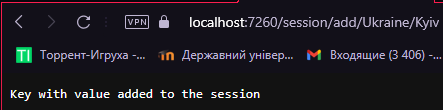 VPN localhost:7260/session/add/Ukraine/Kyiv
TI Торрент-Игруха -... Державний універ... Входящие (3 406) -...
Key with value added to the session